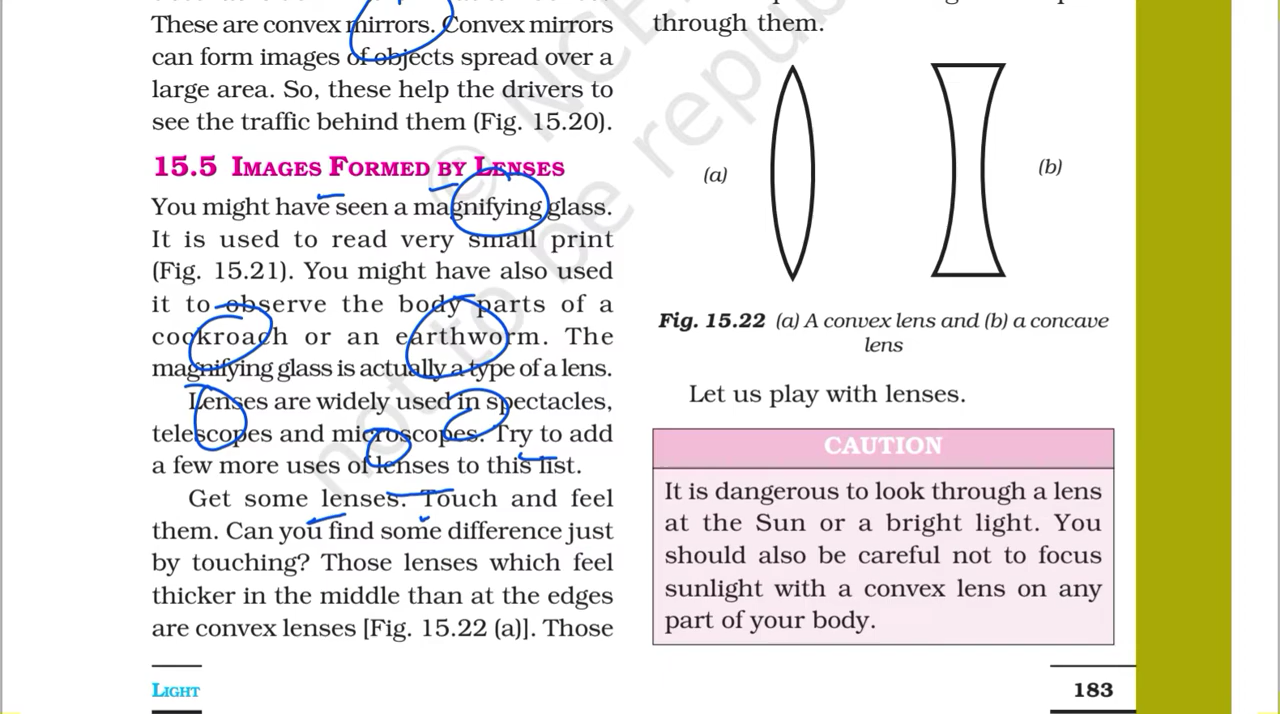 These are convex mirrors. Convex mirrors
can form images of objects spread over a
large area. So, these help the drivers to
see the traffic behind them (Fig. 15.20).
15.5 IMAGES FORMED BY LENSES
You might have seen a magnifying glass.
It is used to read very small print
(Fig. 15.21). You might have also used
it to observe the body parts of a
cockroach or an earthworm. The
magnifying glass is actually a type of a lens.
Lenses are widely used in spectacles,
telescopes and microscopes. Try to add
a few more uses of lenses to this list.
Get some lenses. Touch and feel
them. Can you find some difference just
by touching? Those lenses which feel
thicker in the middle than at the edges
are convex lenses [Fig. 15.22 (a)]. Those
through them.
(a)
(b)
Fig. 15.22 (a) A convex lens and (b) a concave
lens
Let us play with lenses.
CAUTION
It is dangerous to look through a lens
at the Sun or a bright light. You
should also be careful not to focus
sunlight with a convex lens on any
part of your body.
LIGHT
183
not to be repub